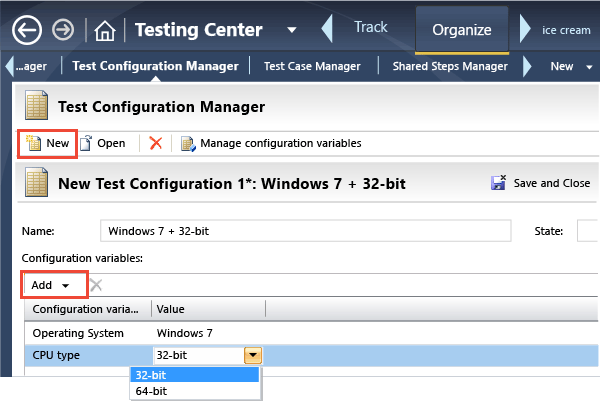 Testing Center Track Organize ice cream
...ager Test Configuration Manager Test Case Manager Shared Steps Manager New
Test Configuration Manager
New Open Manage configuration variables
New Test Configuration 1*: Windows 7 + 32-bit Save and Close
Name: Windows 7 + 32-bit State:
Configuration variables:
Add
Configuration varia... Value
Operating System Windows 7
CPU type 32-bit
32-bit
64-bit